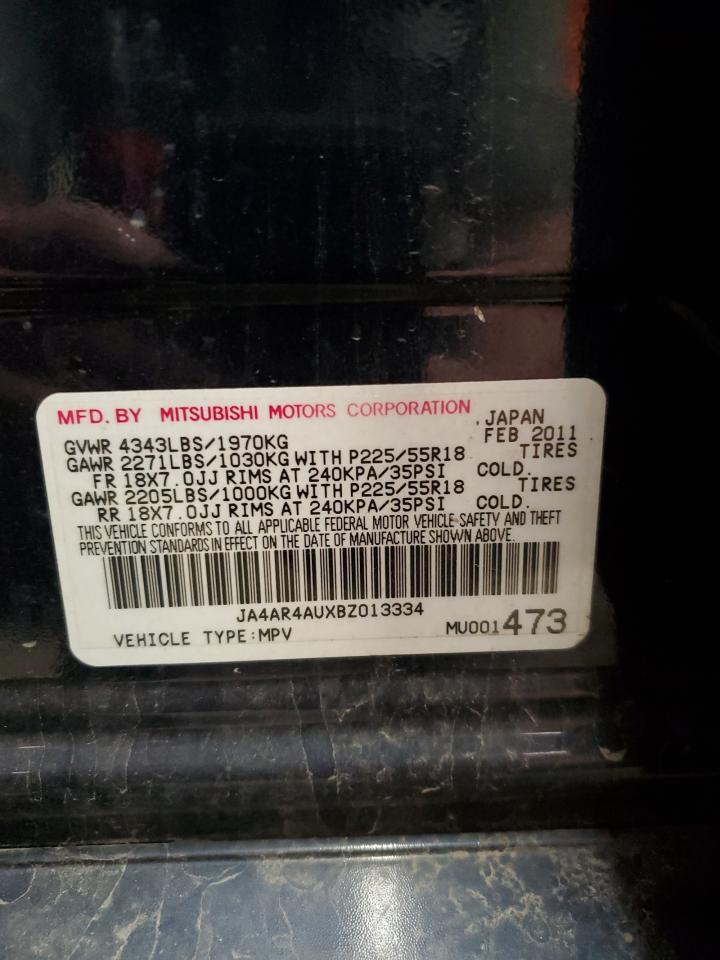 MFD. BY MITSUBISHI MOTORS CORPORATION , JAPAN
GVWR 4343LBS/1970KG FEB 2011
GAWR 2271LBS/1030KG WITH P225/55R18 TIRES
FR 18X7.0JJ RIMS AT 240KPA/35PSI COLD.
GAWR 2205LBS/1000KG WITH P225/55R18 TIRES
RR 18X7.0JJ RIMS AT 240KPA/35PSI COLD.
THIS VEHICLE CONFORMS TO ALL APPLICABLE FEDERAL MOTOR VEHICLE SAFETY AND THEFT
PREVENTION STANDARDS IN EFFECT ON THE DATE OF MANUFACTURE SHOWN ABOVE.
JA4AR4AUXBZ013334
VEHICLE TYPE:MPV MU001473